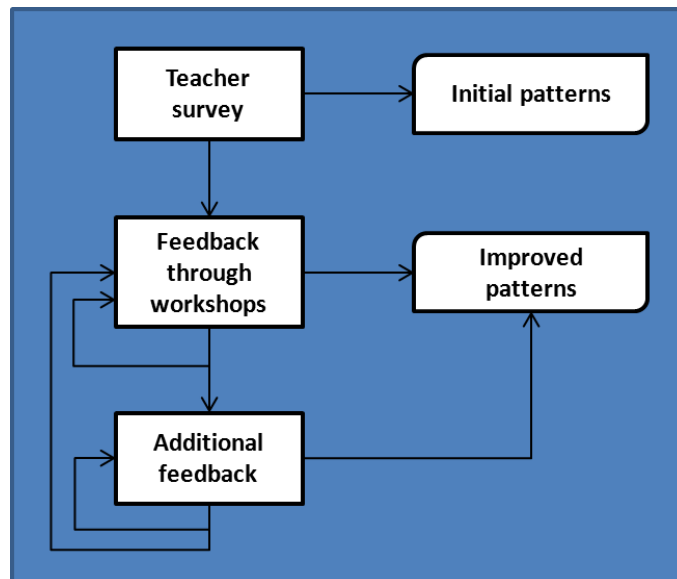 Teacher
survey
Initial patterns
Feedback
through
workshops
Improved
patterns
Additional
feedback